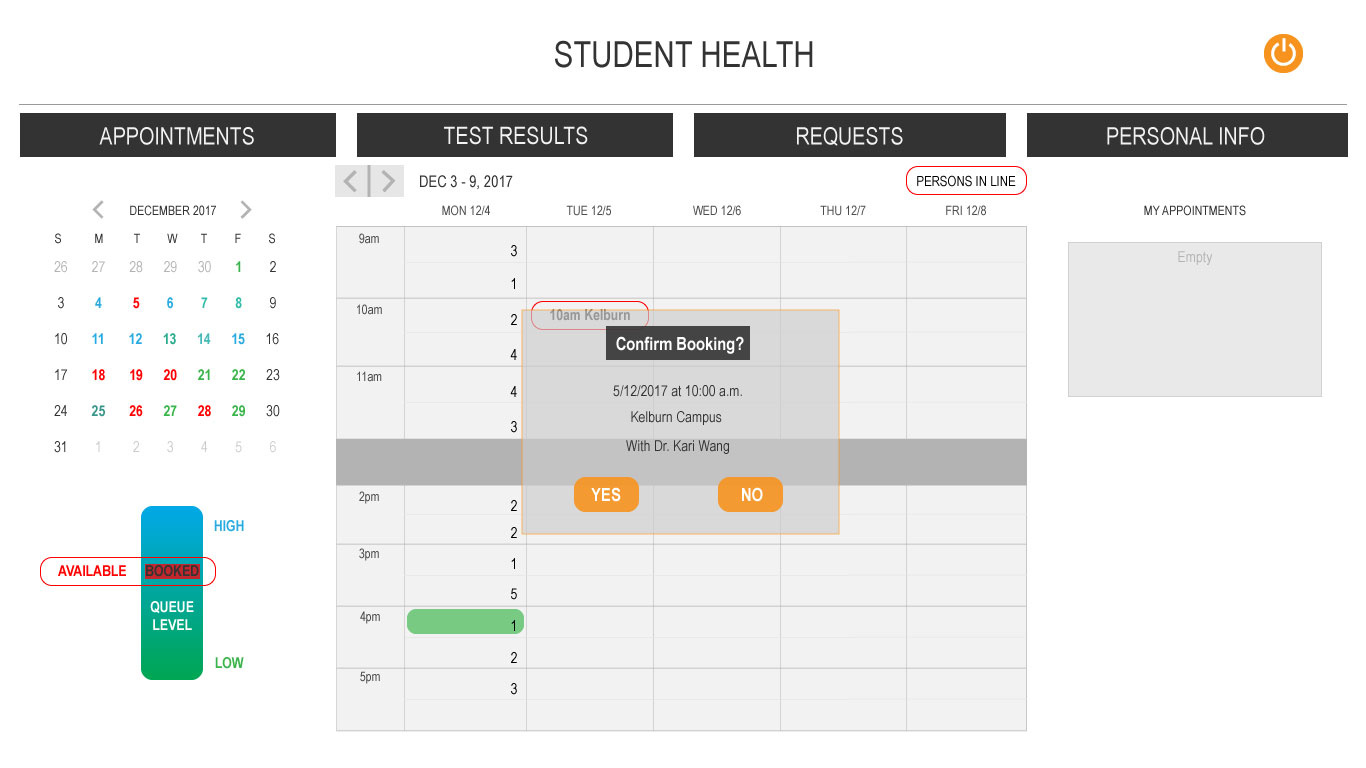 STUDENT HEALTH
APPOINTMENTS
TEST RESULTS
REQUESTS
PERSONAL INFO
DEC 3 - 9, 2017
PERSONS IN LINE
DECEMBER 2017
S M T W T F S
26 27 28 29 30 1 2
3 4 5 6 7 8 9
10 11 12 13 14 15 16
17 18 19 20 21 22 23
24 25 26 27 28 29 30
31 1 2 3 4 5 6
HIGH
AVAILABLE
BOOKED
QUEUE
LEVEL
LOW
MON 12/4 TUE 12/5 WED 12/6 THU 12/7 FRI 12/8
9am
3
1
10am
2
10am Kelburn
4
11am
4
3
2pm
2
2
3pm
1
5
4pm
1
2
5pm
3
Confirm Booking?
5/12/2017 at 10:00 a.m.
Kelburn Campus
With Dr. Kari Wang
YES
NO
MY APPOINTMENTS
Empty